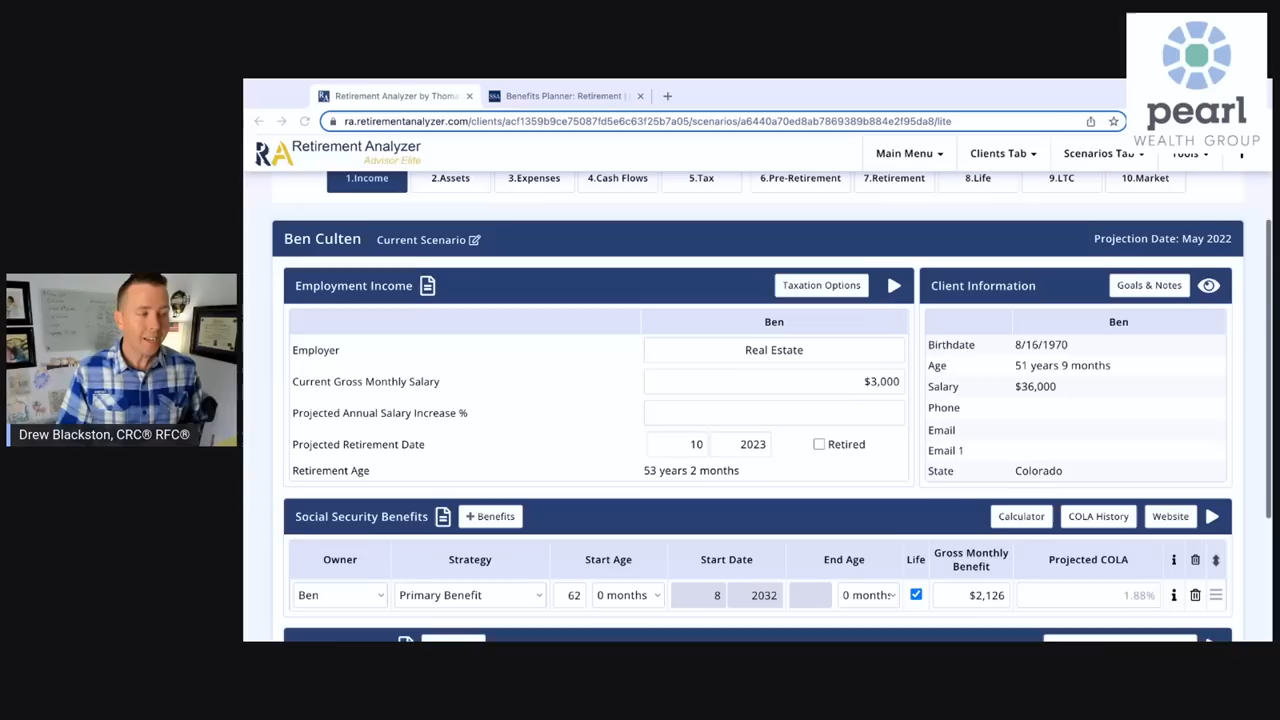 pearl
WEALTH GROUP
Retirement Analyzer by Thoma
Benefits Planner: Retirement |
ra.retirementanalyzer.com/clients/acf1359b9ce75087fd5e6c63f25b7a05/scenarios/a6440a70ed8ab7869389b884e2f95da8/lite
RA Retirement Analyzer
Advisor Elite
Main Menu Clients Tab Scenarios Tab Tools
1.Income 2.Assets 3.Expenses 4.Cash Flows 5.Tax 6.Pre-Retirement 7.Retirement 8.Life 9.LTC 10.Market
Ben Culten Current Scenario Projection Date: May 2022
Employment Income Taxation Options
Ben
Employer Real Estate
Current Gross Monthly Salary $3,000
Projected Annual Salary Increase %
Projected Retirement Date 10 2023 Retired
Retirement Age 53 years 2 months
Client Information Goals & Notes
Ben
Birthdate 8/16/1970
Age 51 years 9 months
Salary $36,000
Phone
Email
Email 1
State Colorado
Social Security Benefits + Benefits Calculator COLA History Website
Owner Strategy Start Age Start Date End Age Life Gross Monthly Benefit Projected COLA
Ben Primary Benefit 62 0 months 8 2032 0 months $2,126 1.88%
Drew Blackston, CRC® RFC®